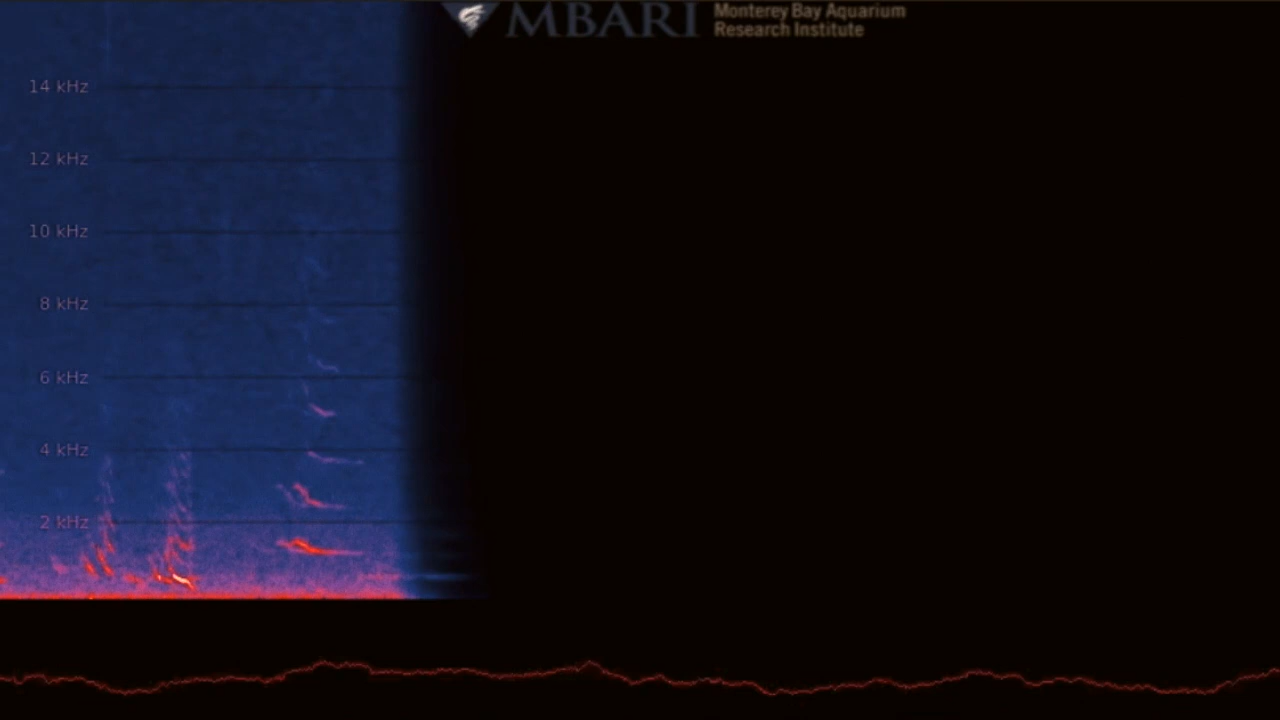 MBARI
Monterey Bay Aquarium
Research Institute
14 kHz
12 kHz
10 kHz
8 kHz
6 kHz
4 kHz
2 kHz